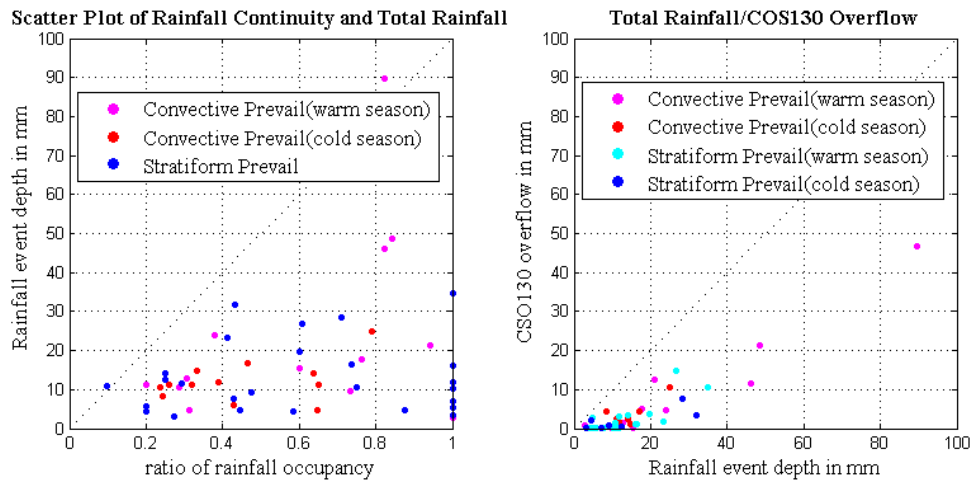 Scatter Plot of Rainfall Continuity and Total Rainfall
100
90
80
70
60
50
40
30
20
10
0
Rainfall event depth in mm
Convective Prevail(warm season)
Convective Prevail(cold season)
Stratiform Prevail
0 0.2 0.4 0.6 0.8 1
ratio of rainfall occupancy
Total Rainfall/COS130 Overflow
100
90
80
70
60
50
40
30
20
10
0
CSO130 overflow in mm
Convective Prevail(warm season)
Convective Prevail(cold season)
Stratiform Prevail(warm season)
Stratiform Prevail(cold season)
0 20 40 60 80 100
Rainfall event depth in mm